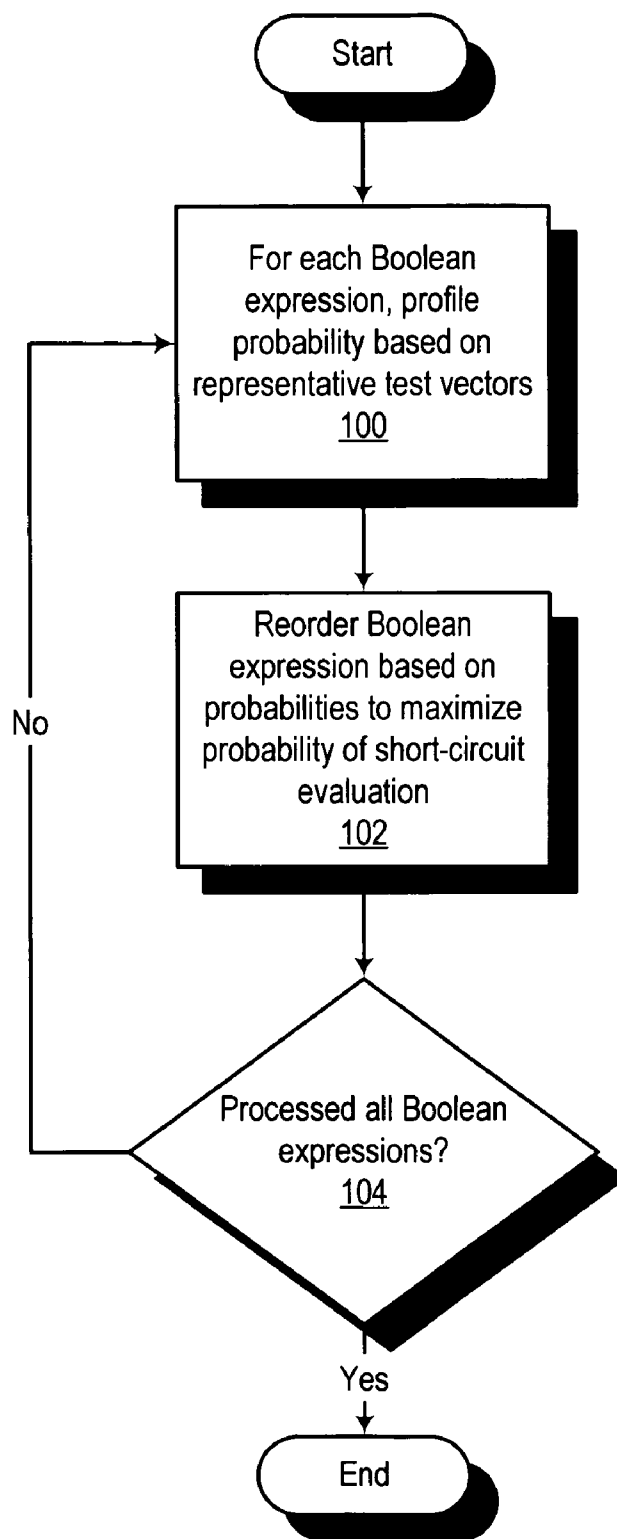 Start
For each Boolean
expression, profile
probability based on
representative test vectors
100
Reorder Boolean
expression based on
probabilities to maximize
probability of short-circuit
evaluation
102
No
Processed all Boolean
expressions?
104
Yes
End